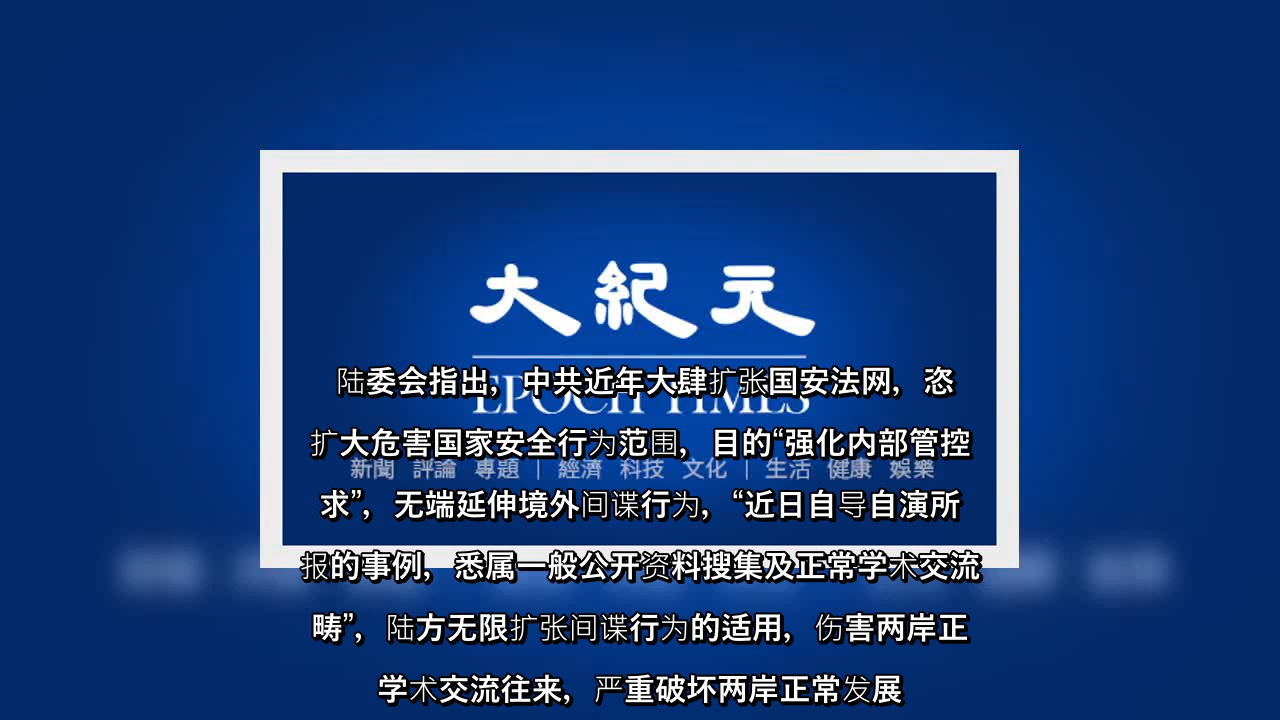 大紀元
EPOCH TIMES
新聞 評論 專題 | 經濟 科技 文化 | 生活 健康 娛樂
陆委会指出，中共近年大肆扩张国安法网，恣
扩大危害国家安全行为范围，目的“强化内部管控
求”，无端延伸境外间谍行为，“近日自导自演所
报的事例，悉属一般公开资料搜集及正常学术交流
畴”，陆方无限扩张间谍行为的适用，伤害两岸正
学术交流往来，严重破坏两岸正常发展